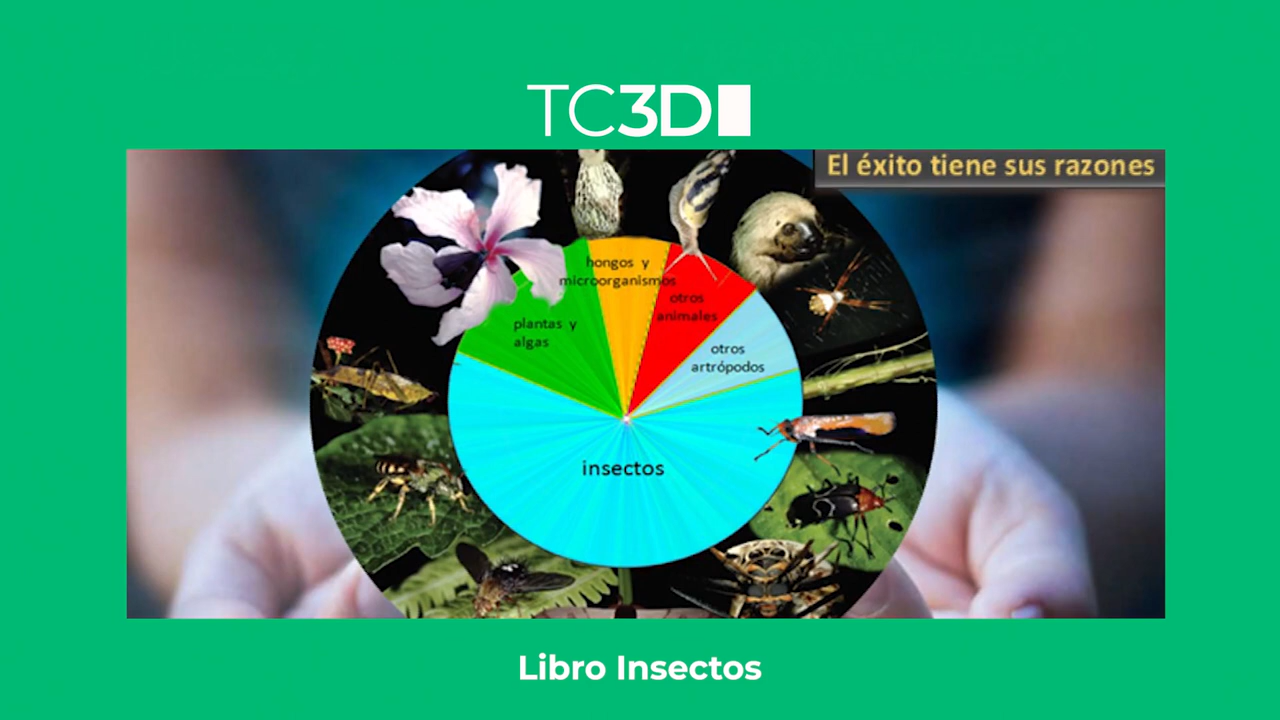 TC3D
El éxito tiene sus razones
hongos y
microorganismos
otros
animales
plantas y
algas
otros
artrópodos
insectos
Libro Insectos